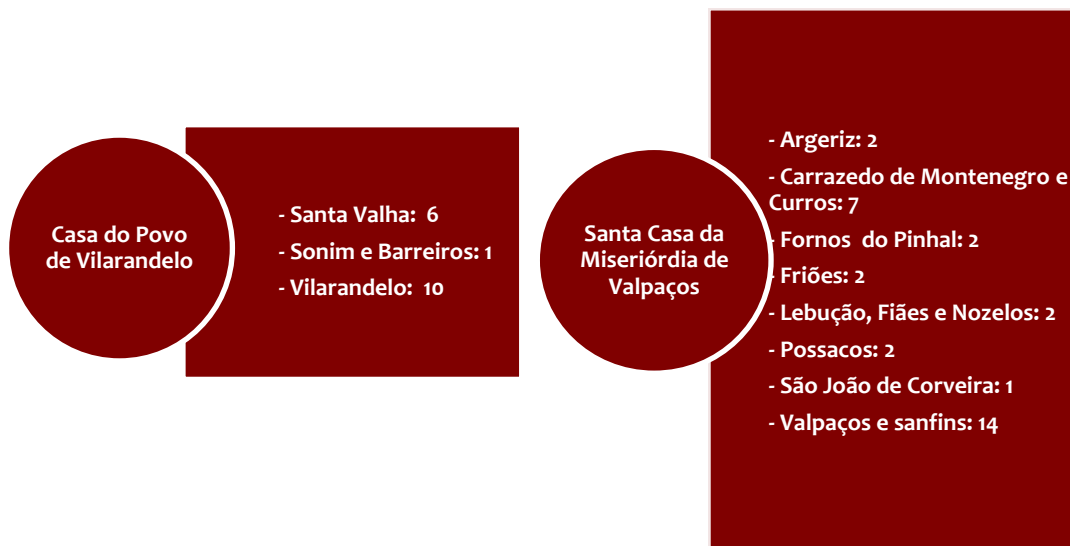 Casa do Povo
de Vilarandelo
- Santa Valha: 6
- Sonim e Barreiros: 1
- Vilarandelo: 10
Santa Casa da
Miseriórdia de
Valpaços
- Argeriz: 2
- Carrazedo de Montenegro e
Curros: 7
- Fornos do Pinhal: 2
- Friões: 2
- Lebução, Fiães e Nozelos: 2
- Possacos: 2
- São João de Corveira: 1
- Valpaços e sanfins: 14